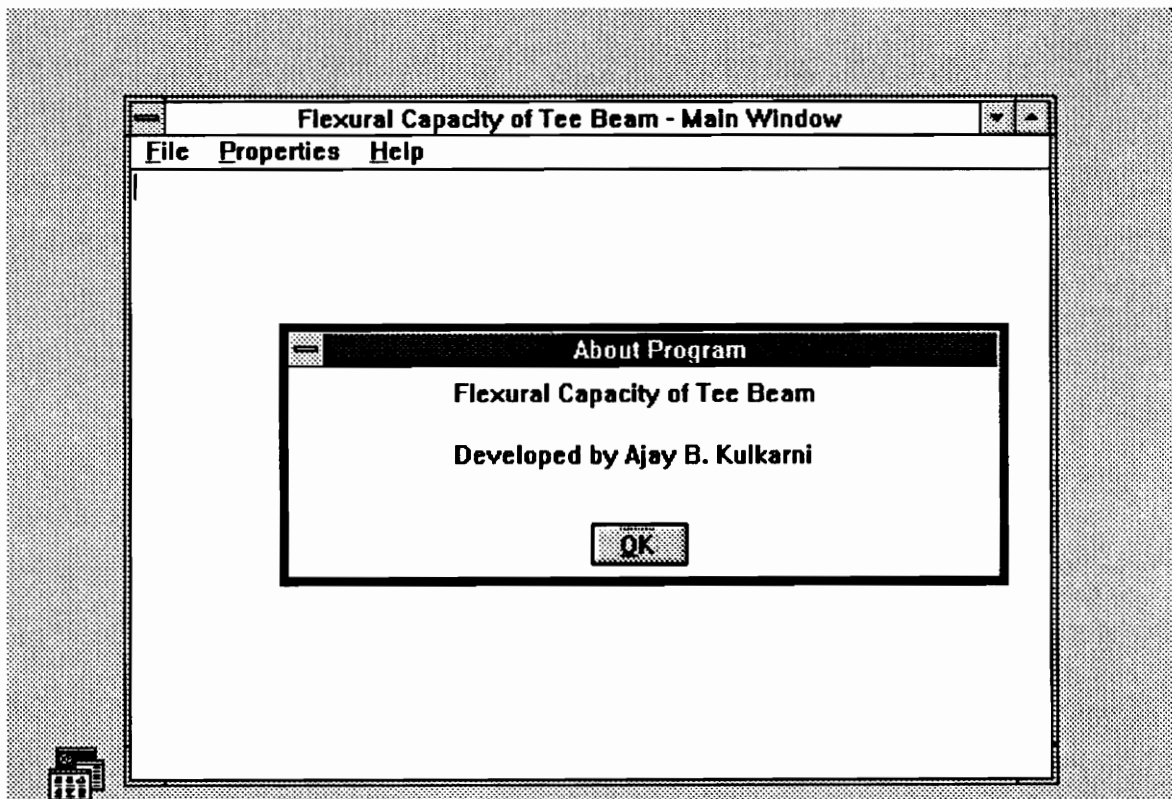 Flexural Capacity of Tee Beam - Main Window
File Properties Help
About Program
Flexural Capacity of Tee Beam
Developed by Ajay B. Kulkarni
OK